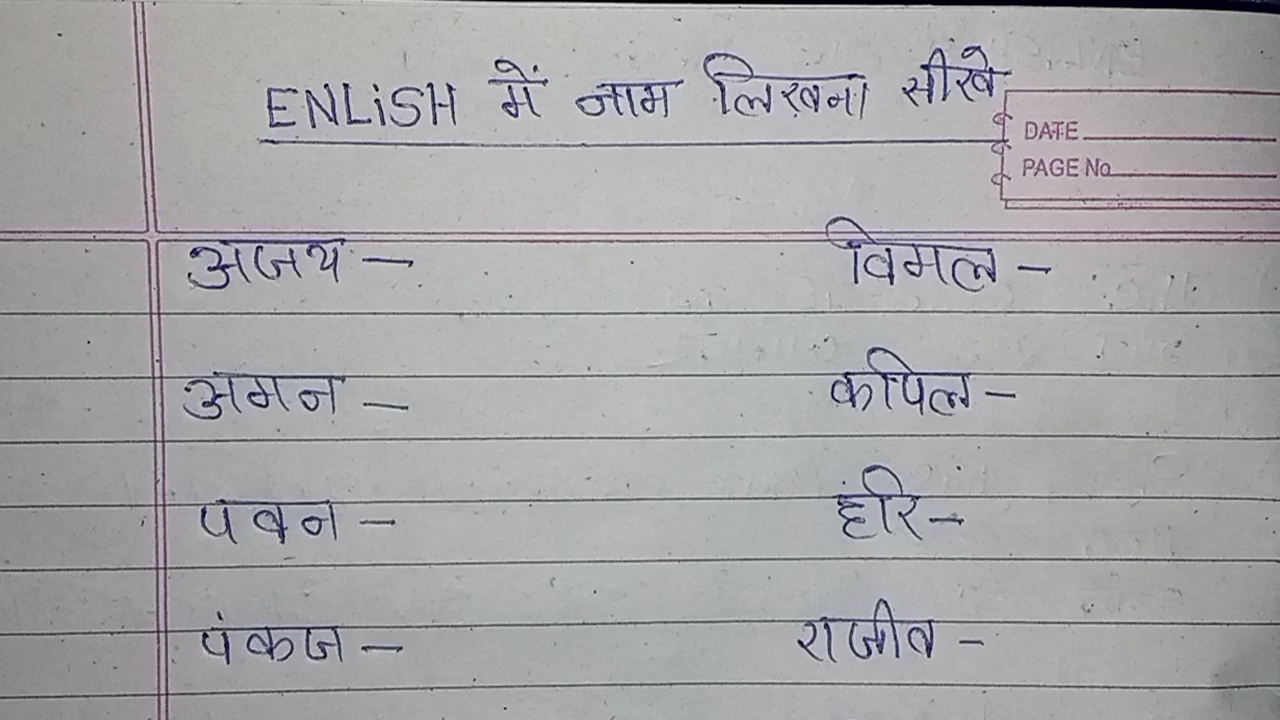 ENLiSH में नाम लिखना सीखे
DATE
PAGE No.
अजय - विमल -
अमन - कपिल -
पवन - हरि -
पंकज - राजीव -